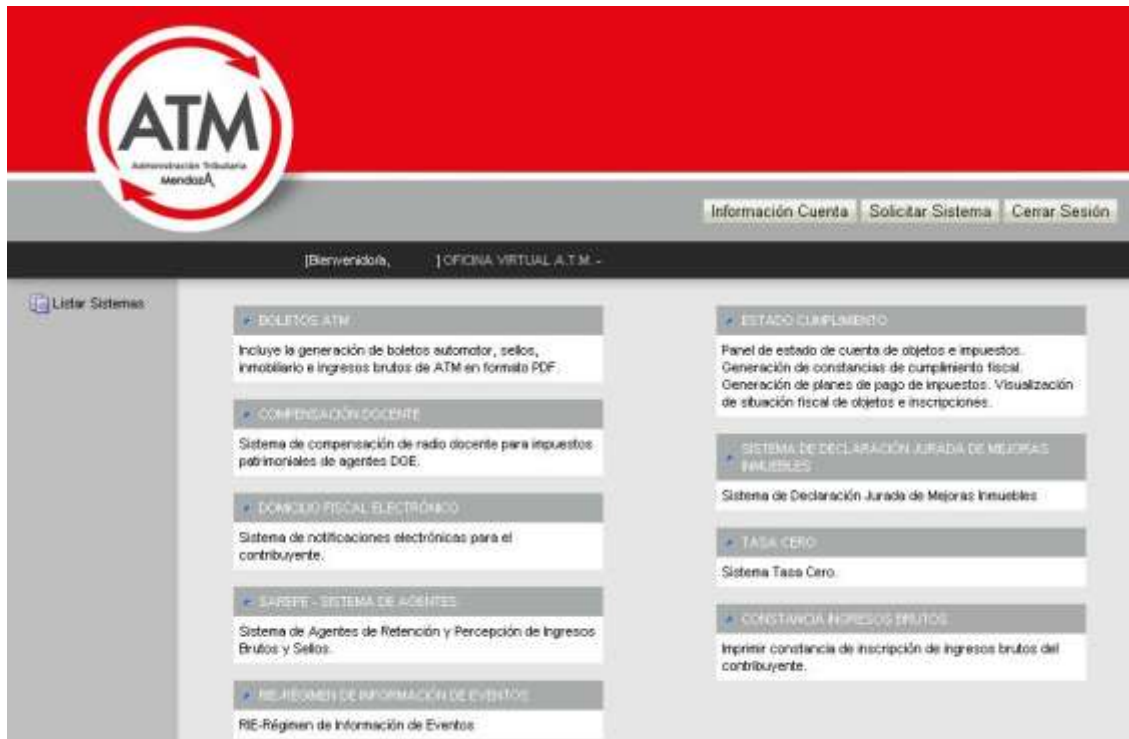 ATM
Administración Tributaria
MendozA
Información Cuenta
Solicitar Sistema
Cerrar Sesión
[Bienvenido/a, ] OFICINA VIRTUAL A.T.M. -
Listar Sistemas
BOLETOS ATM
Incluye la generación de boletos automotor, sellos,
inmobiliario e ingresos brutos de ATM en formato PDF.
COMPENSACIÓN DOCENTE
Sistema de compensación de radio docente para impuestos
patrimoniales de agentes DGE.
DOMICILIO FISCAL ELECTRÓNICO
Sistema de notificaciones electrónicas para el
contribuyente.
SAREPE - SISTEMA DE AGENTES
Sistema de Agentes de Retención y Percepción de Ingresos
Brutos y Sellos.
RIE-RÉGIMEN DE INFORMACIÓN DE EVENTOS
RIE-Régimen de Información de Eventos
ESTADO CUMPLIMIENTO
Panel de estado de cuenta de objetos e impuestos.
Generación de constancias de cumplimiento fiscal.
Generación de planes de pago de impuestos. Visualización
de situación fiscal de objetos e inscripciones.
SISTEMA DE DECLARACIÓN JURADA DE MEJORAS
INMUEBLES
Sistema de Declaración Jurada de Mejoras Inmuebles
TASA CERO
Sistema Tasa Cero.
CONSTANCIA INGRESOS BRUTOS
Imprimir constancia de inscripción de ingresos brutos del
contribuyente.